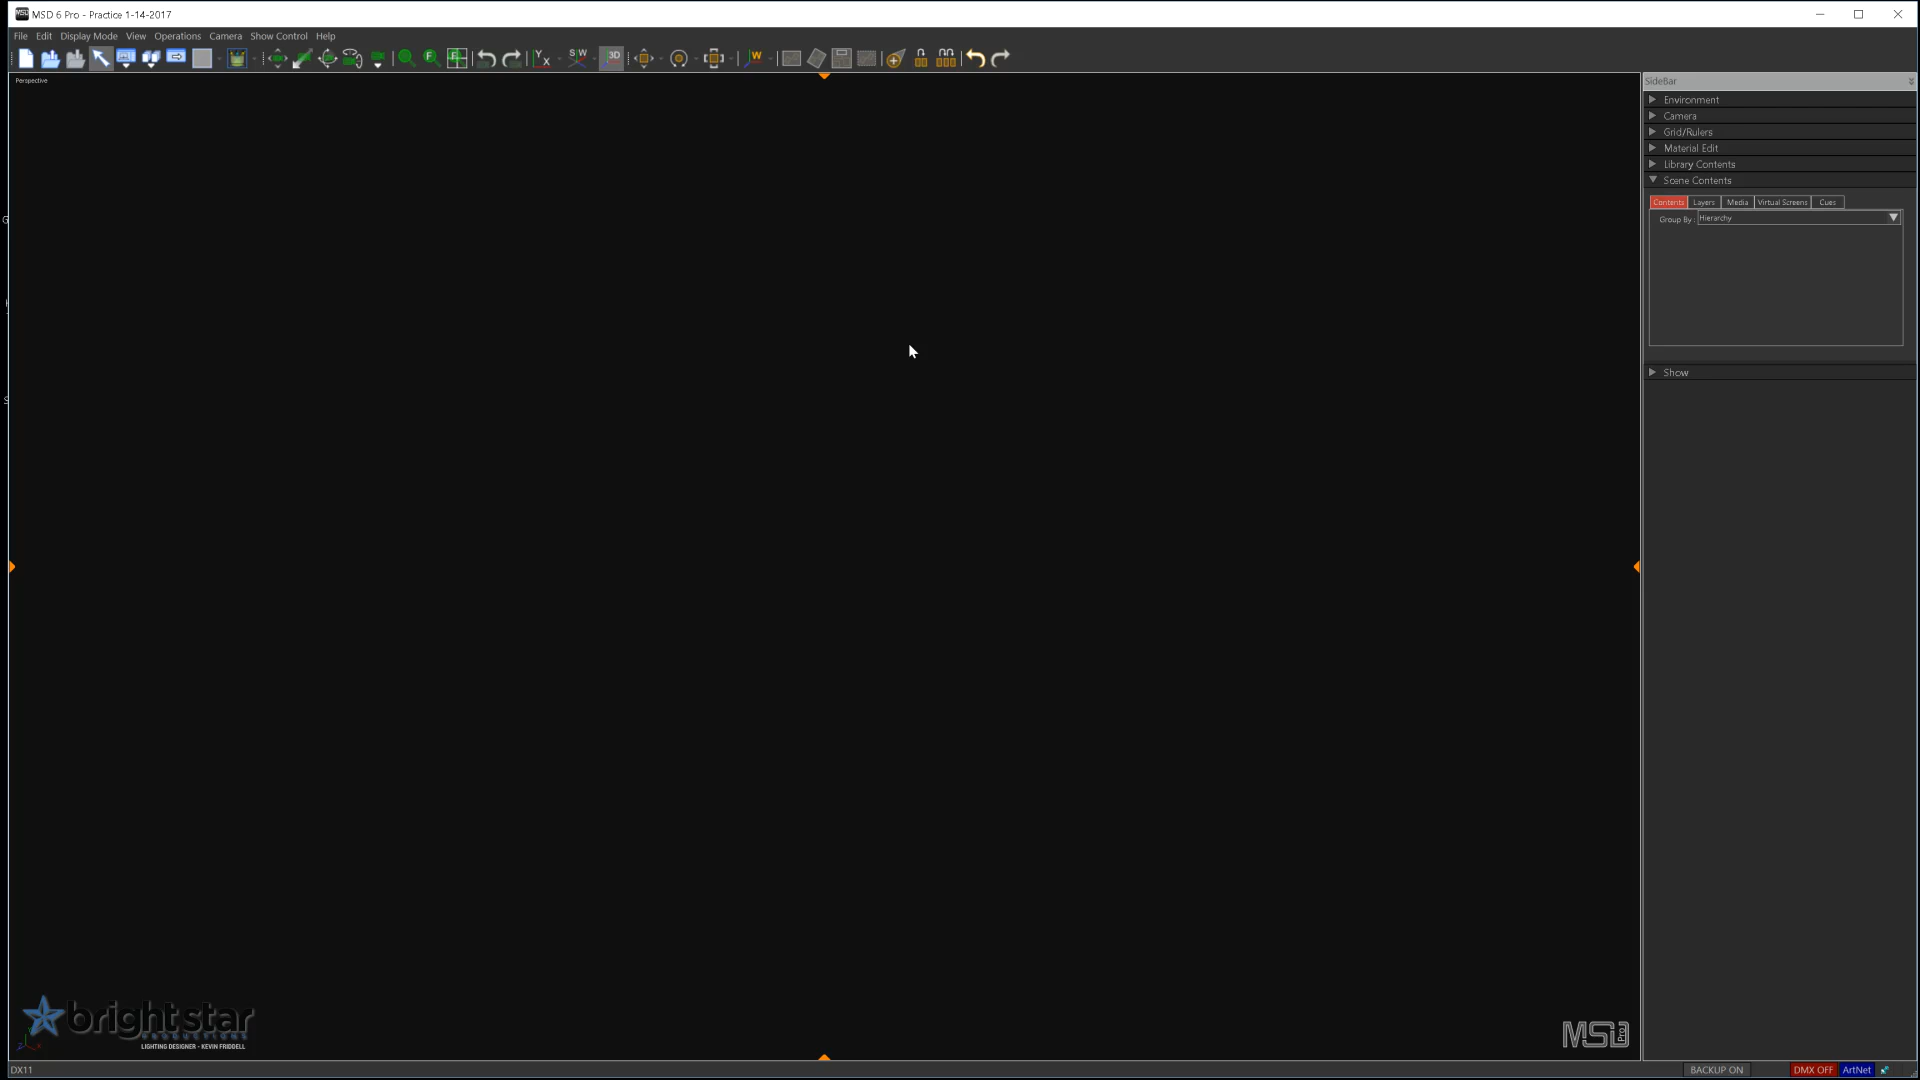 MSD 6 Pro - Practice 1-14-2017
File Edit Display Mode View Operations Camera Show Control Help
Perspective
SideBar
Environment
Camera
Grid/Rulers
Material Edit
Library Contents
Scene Contents
Contents Layers Media Virtual Screens Cues
Group By : Hierarchy
Show
brightstar
PRODUCTIONS
LIGHTING DESIGNER - KEVIN FRIDDELL
MSD Pro
DX11
BACKUP ON DMX OFF ArtNet